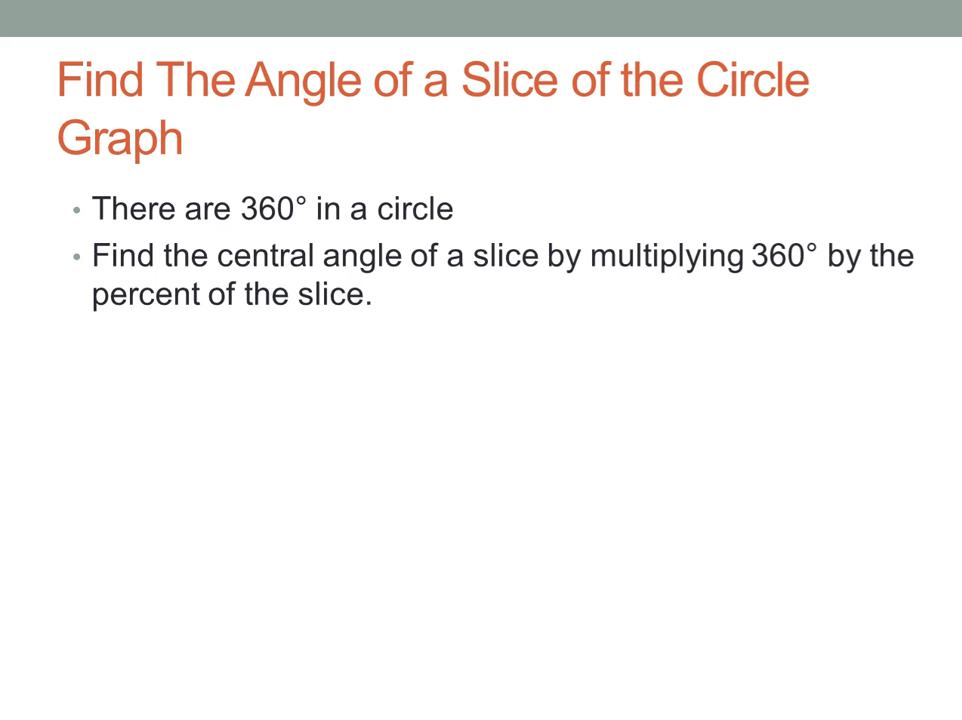 Find The Angle of a Slice of the Circle
Graph
• There are 360° in a circle
• Find the central angle of a slice by multiplying 360° by the
percent of the slice.